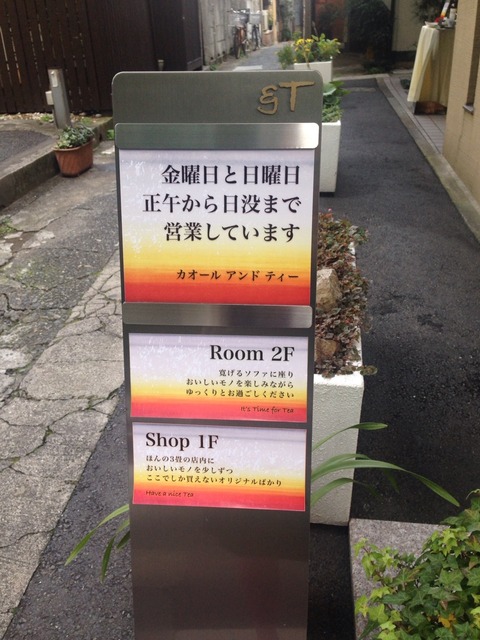 &T
金曜日と日曜日
正午から日没まで
営業しています
カオール アンド ティー
Room 2F
寛げるソファに座り
おいしいモノを楽しみながら
ゆっくりとお過ごしください
It's Time for Tea
Shop 1F
ほんの3畳の店内に
おいしいモノを少しずつ
ここでしか買えないオリジナルばかり
Have a nice Tea